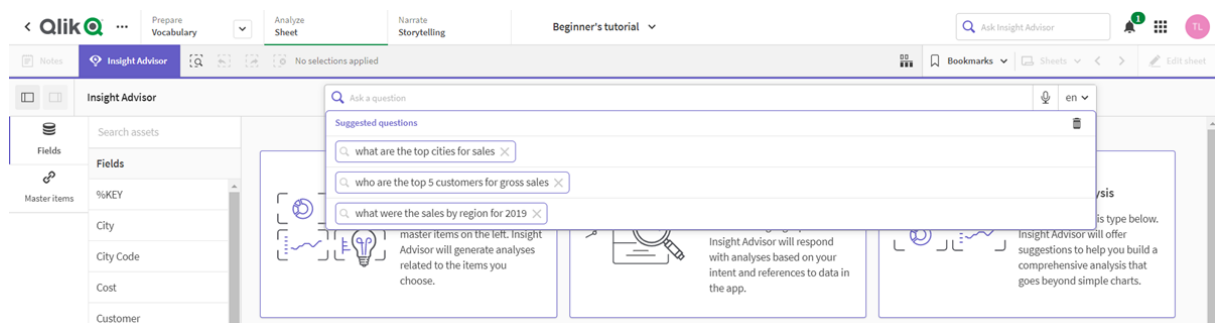 Qlik
Prepare
Vocabulary
Analyze
Sheet
Narrate
Storytelling
Beginner's tutorial
Ask Insight Advisor
1
TL
Notes
Insight Advisor
No selections applied
Bookmarks
Sheets
Edit sheet
Insight Advisor
Ask a question
en
Fields
Master items
Search assets
Fields
%KEY
City
City Code
Cost
Customer
Suggested questions
what are the top cities for sales
who are the top 5 customers for gross sales
what were the sales by region for 2019
master items on the left. Insight
Advisor will generate analyses
related to the items you
choose.
Insight Advisor will respond
with analyses based on your
intent and references to data in
the app.
is type below.
Insight Advisor will offer
suggestions to help you build a
comprehensive analysis that
goes beyond simple charts.